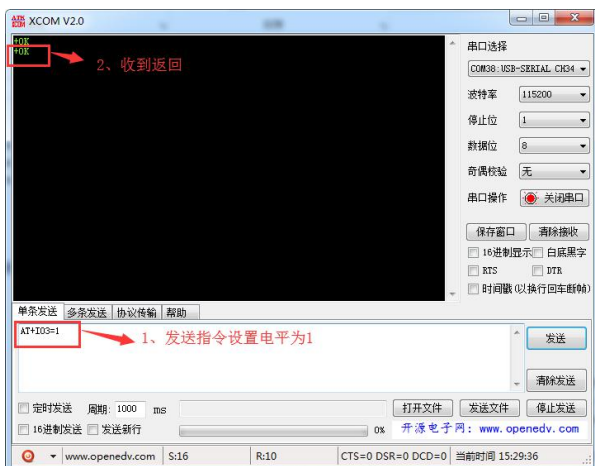 XCOM V2.0
+OK
+OK
2、收到返回
串口选择
COM38:USB-SERIAL CH34
波特率 115200
停止位 1
数据位 8
奇偶校验 无
串口操作 关闭串口
保存窗口 清除接收
16进制显示 白底黑字
RTS DTR
时间戳(以换行回车断帧)
单条发送 多条发送 协议传输 帮助
AT+IO3=1
1、发送指令设置电平为1
发送
清除发送
定时发送 周期: 1000 ms 打开文件 发送文件 停止发送
16进制发送 发送新行 0% 开源电子网: www.openedv.com
www.openedv.com S:16 R:10 CTS=0 DSR=0 DCD=0 当前时间 15:29:36